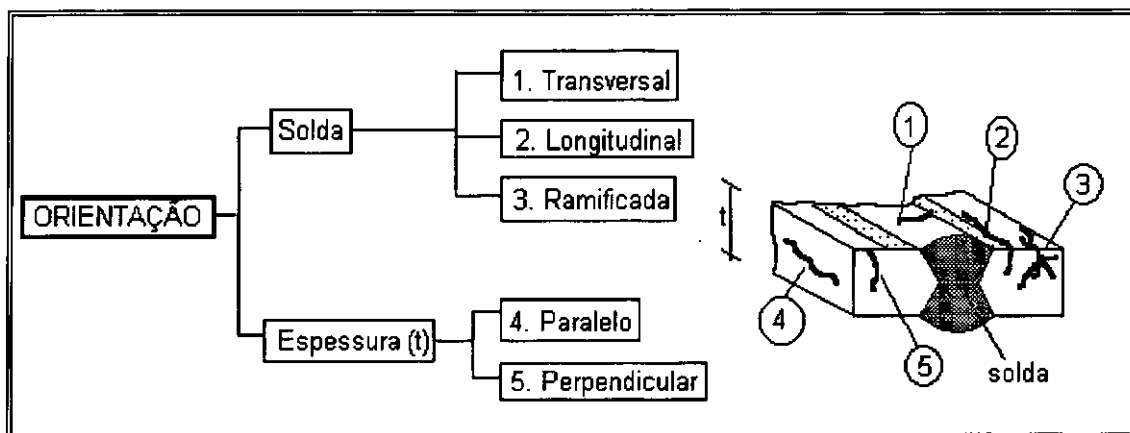 ORIENTAÇÃO
Solda
1. Transversal
2. Longitudinal
3. Ramificada
Espessura (t)
4. Paralelo
5. Perpendicular
t
1
2
3
4
5
solda